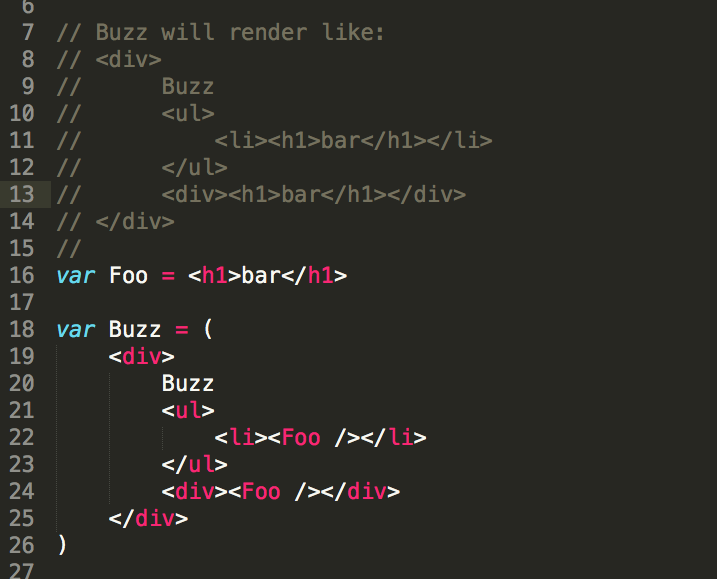 6
7 // Buzz will render like:
8 // <div>
9 //      Buzz
10 //      <ul>
11 //          <li><h1>bar</h1></li>
12 //      </ul>
13 //      <div><h1>bar</h1></div>
14 // </div>
15 //
16 var Foo = <h1>bar</h1>
17
18 var Buzz = (
19     <div>
20         Buzz
21         <ul>
22             <li><Foo /></li>
23         </ul>
24         <div><Foo /></div>
25     </div>
26 )
27